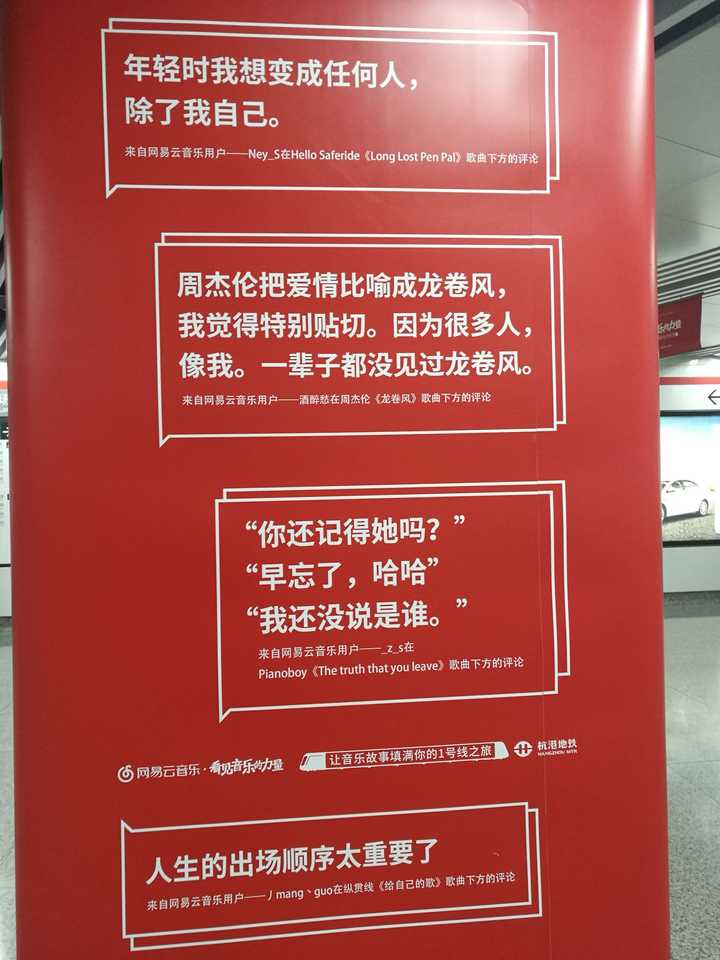 年轻时我想变成任何人，
除了我自己。
来自网易云音乐用户——Ney_S在Hello Saferide《Long Lost Pen Pal》歌曲下方的评论
周杰伦把爱情比喻成龙卷风，
我觉得特别贴切。因为很多人，
像我。一辈子都没见过龙卷风。
来自网易云音乐用户——酒醉愁在周杰伦《龙卷风》歌曲下方的评论
“你还记得她吗？”
“早忘了，哈哈”
“我还没说是谁。”
来自网易云音乐用户——_z_s在
Pianoboy《The truth that you leave》歌曲下方的评论
网易云音乐·看见音乐的力量
让音乐故事填满你的1号线之旅
杭港地铁
HANGZHOU MTR
人生的出场顺序太重要了
来自网易云音乐用户——丿mang丶guo在纵贯线《给自己的歌》歌曲下方的评论
乐的力量